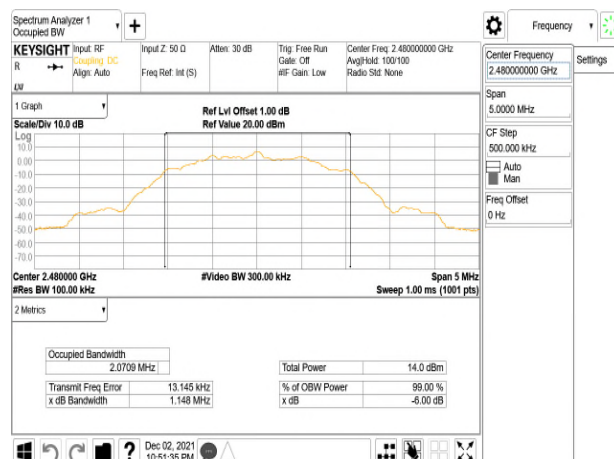 Spectrum Analyzer 1
Occupied BW
+
Frequency
KEYSIGHT
R
Input: RF
Coupling: DC
Align: Auto
Input Z: 50 Ω
Freq Ref: Int (S)
Atten: 30 dB
Trig: Free Run
Gate: Off
#IF Gain: Low
Center Freq: 2.480000000 GHz
Avg|Hold: 100/100
Radio Std: None
Center Frequency
2.480000000 GHz
Settings
Span
5.0000 MHz
CF Step
500.000 kHz
Auto
Man
Freq Offset
0 Hz
1 Graph
Scale/Div 10.0 dB
Ref Lvl Offset 1.00 dB
Ref Value 20.00 dBm
Log
10.0
0.00
-10.0
-20.0
-30.0
-40.0
-50.0
-60.0
-70.0
Center 2.480000 GHz
#Res BW 100.00 kHz
#Video BW 300.00 kHz
Span 5 MHz
Sweep 1.00 ms (1001 pts)
2 Metrics
Occupied Bandwidth
2.0709 MHz
Total Power 14.0 dBm
Transmit Freq Error 13.145 kHz
% of OBW Power 99.00 %
x dB Bandwidth 1.148 MHz
x dB -6.00 dB
?
Dec 02, 2021
10:51:35 PM